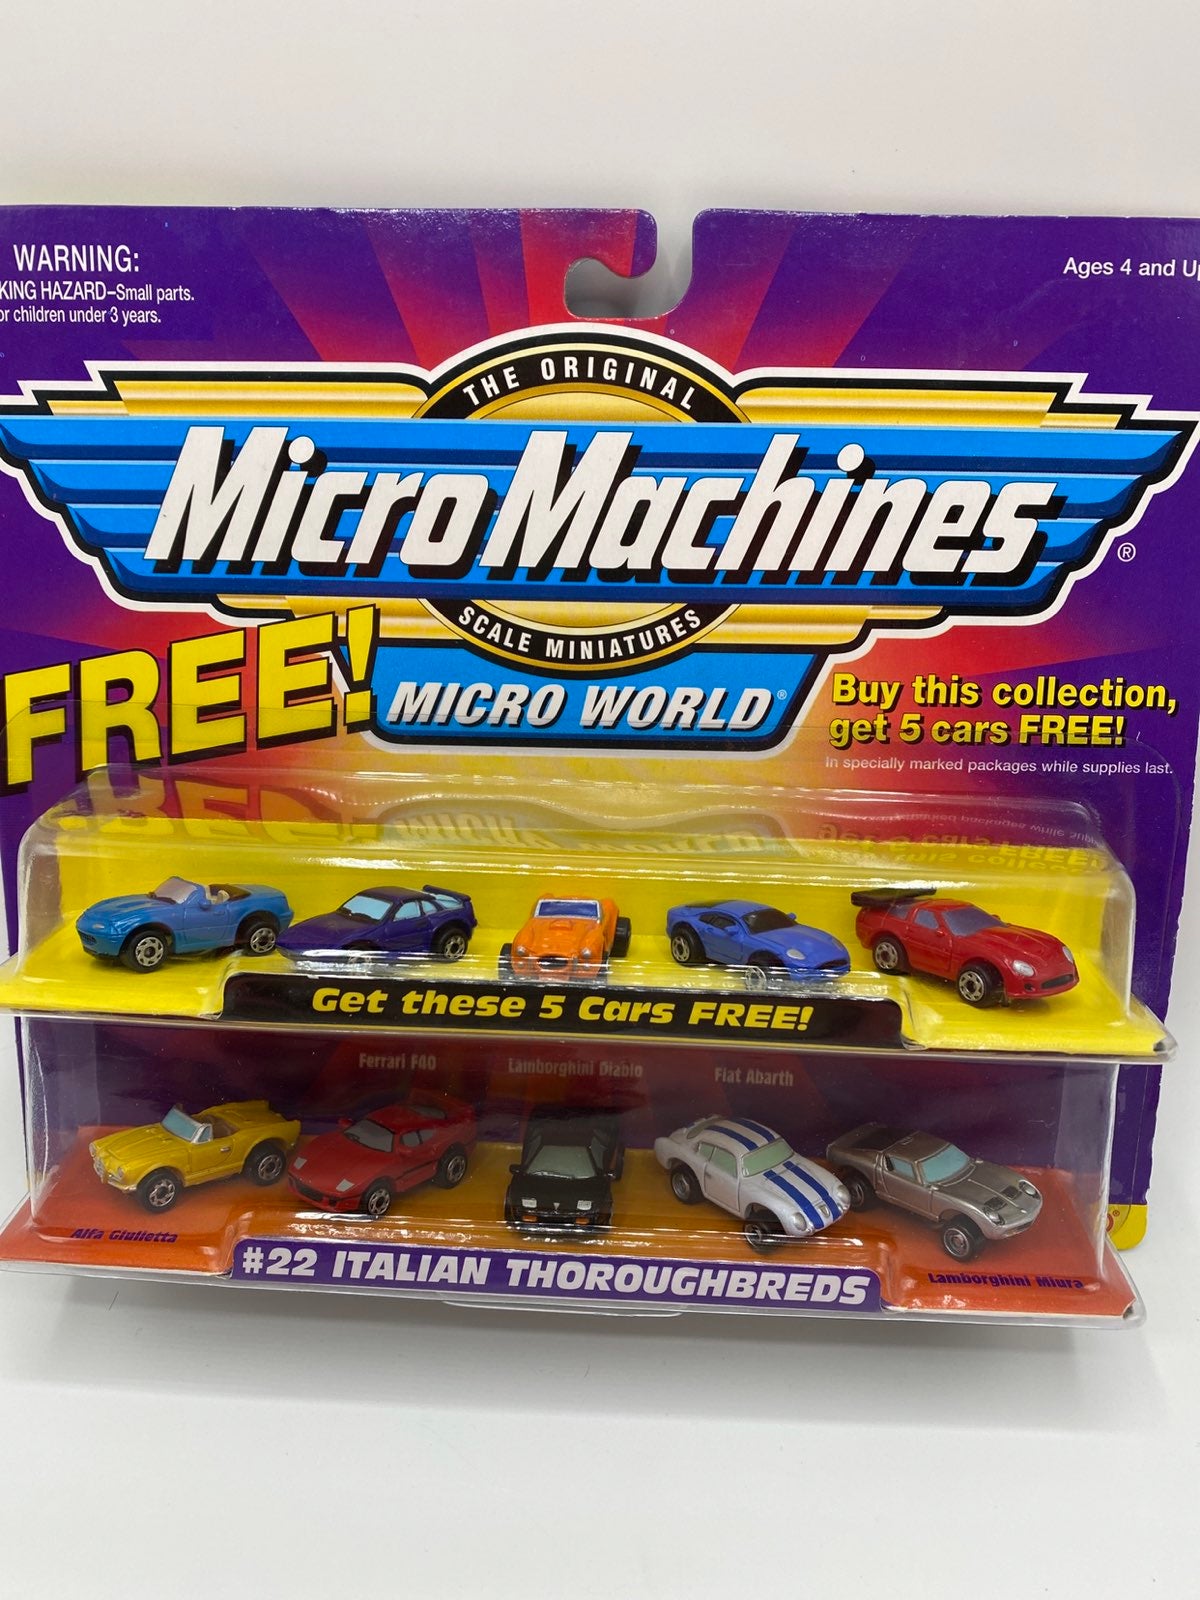 WARNING:
KING HAZARD–Small parts.
or children under 3 years.
Ages 4 and Up
THE ORIGINAL
Micro Machines
®
SCALE MINIATURES
MICRO WORLD®
FREE!
Buy this collection,
get 5 cars FREE!
In specially marked packages while supplies last.
Get these 5 Cars FREE!
Ferrari F40
Lamborghini Diablo
Fiat Abarth
Alfa Giulietta
Lamborghini Miura
#22 ITALIAN THOROUGHBREDS